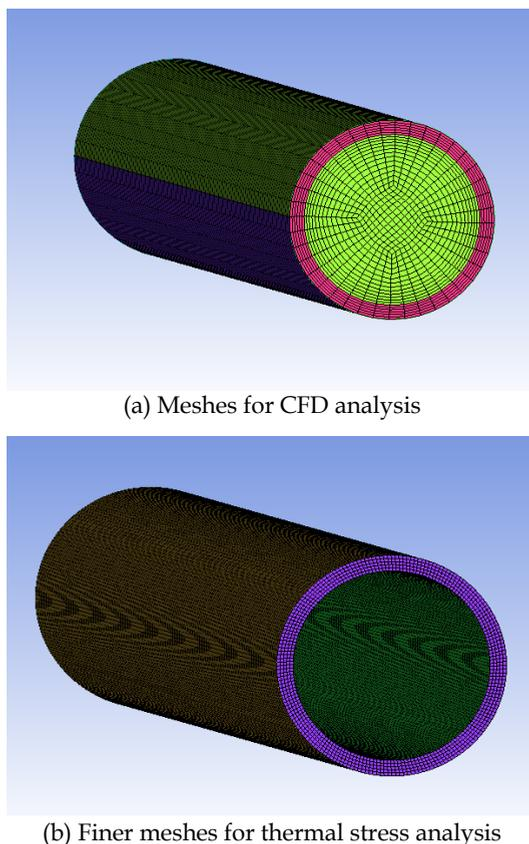 (a) Meshes for CFD analysis
(b) Finer meshes for thermal stress analysis